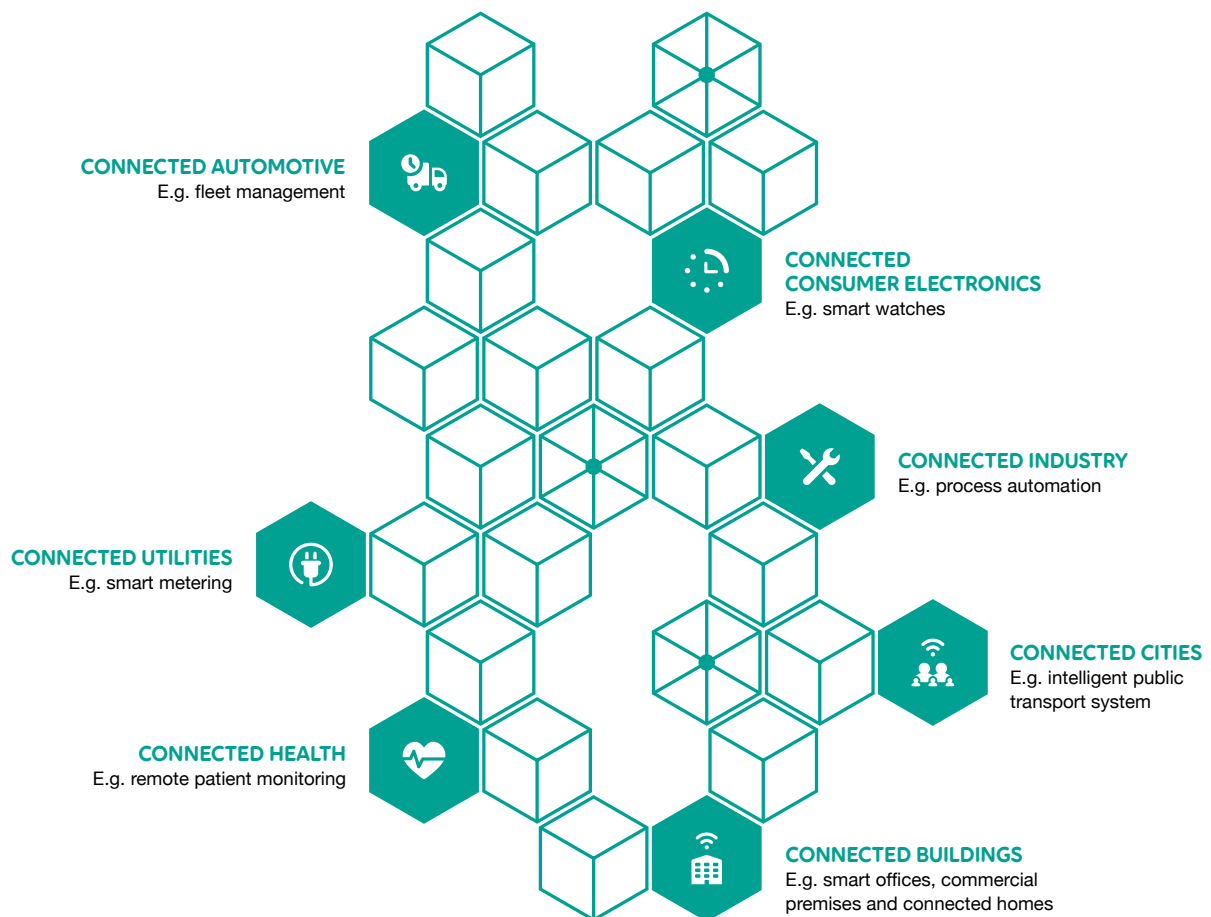 CONNECTED AUTOMOTIVE
E.g. fleet management
CONNECTED
CONSUMER ELECTRONICS
E.g. smart watches
CONNECTED INDUSTRY
E.g. process automation
CONNECTED UTILITIES
E.g. smart metering
CONNECTED CITIES
E.g. intelligent public
transport system
CONNECTED HEALTH
E.g. remote patient monitoring
CONNECTED BUILDINGS
E.g. smart offices, commercial
premises and connected homes